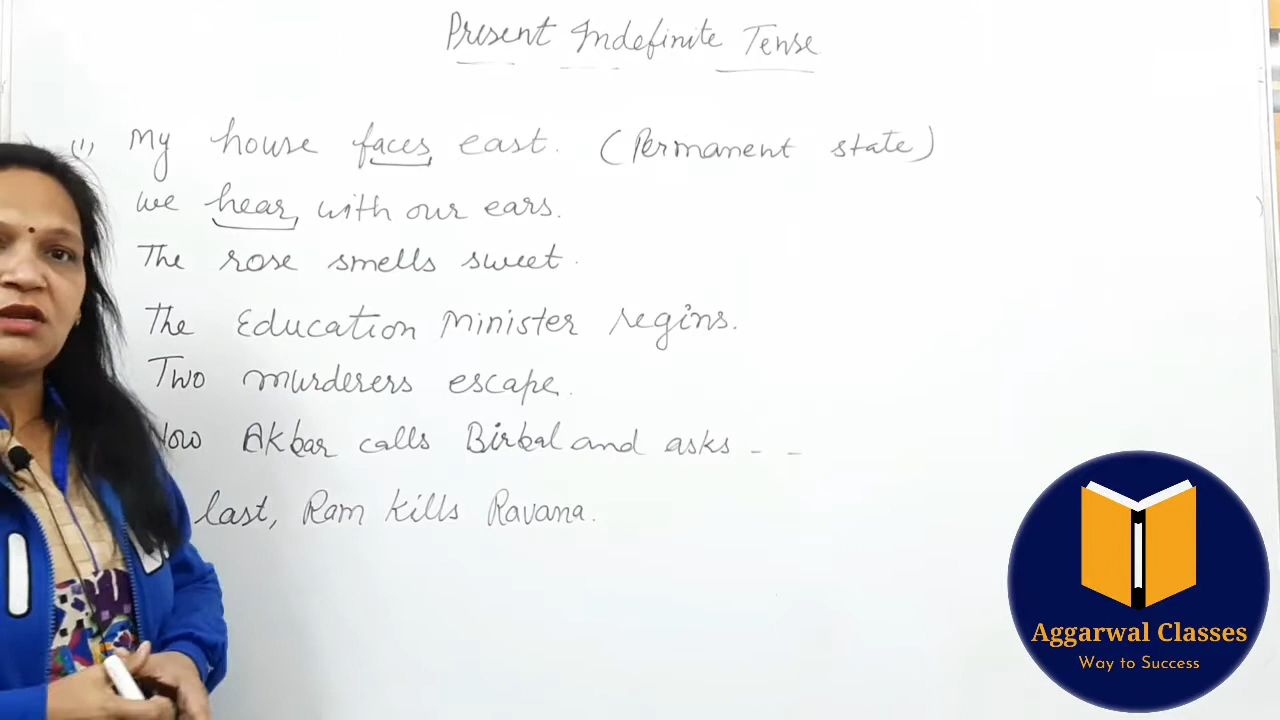 Present Indefinite Tense
(1) My house faces east. (Permanent state)
We hear with our ears.
The rose smells sweet.
The Education Minister regins.
Two murderers escape.
Akbar calls Birbal and asks - -
last, Ram kills Ravana.
Aggarwal Classes
Way to Success